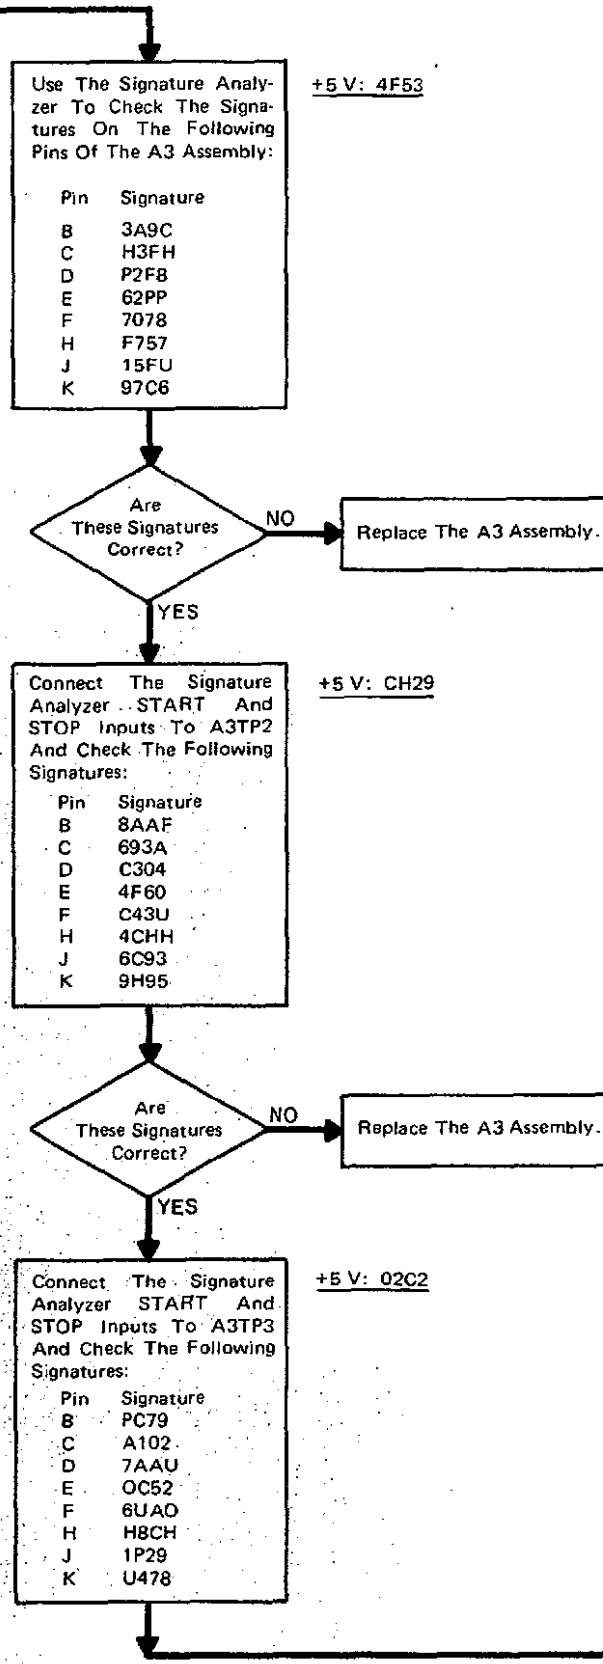 Use The Signature Analy-
zer To Check The Signa-
tures On The Following
Pins Of The A3 Assembly:
+5 V: 4F53
Pin Signature
B 3A9C
C H3FH
D P2F8
E 62PP
F 7078
H F757
J 15FU
K 97C6
Are
These Signatures
Correct?
NO
Replace The A3 Assembly.
YES
Connect The Signature
Analyzer START And
STOP Inputs To A3TP2
And Check The Following
Signatures:
+5 V: CH29
Pin Signature
B 8AAF
C 693A
D C304
E 4F60
F C43U
H 4CHH
J 6C93
K 9H95
Are
These Signatures
Correct?
NO
Replace The A3 Assembly.
YES
Connect The Signature
Analyzer START And
STOP Inputs To A3TP3
And Check The Following
Signatures:
+5 V: 02C2
Pin Signature
B PC79
C A102
D 7AAU
E 0C52
F 6UA0
H H8CH
J 1P29
K U478